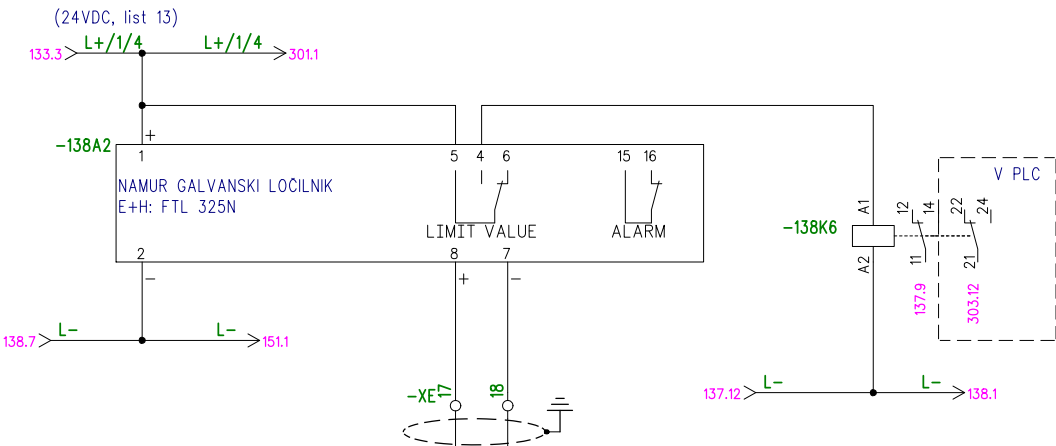 (24VDC, list 13)
L+/1/4 L+/1/4
133.3 301.1
-138A2
+
1 5 4 6 15 16
NAMUR GALVANSKI LOČILNIK
E+H: FTL 325N
LIMIT VALUE ALARM
2 8 7
- + -
L- L-
138.7 151.1
-XE 17 18
V PLC
-138K6
A1 12 14 22 24
A2 11 21
137.9 303.12
L- L-
137.12 138.1